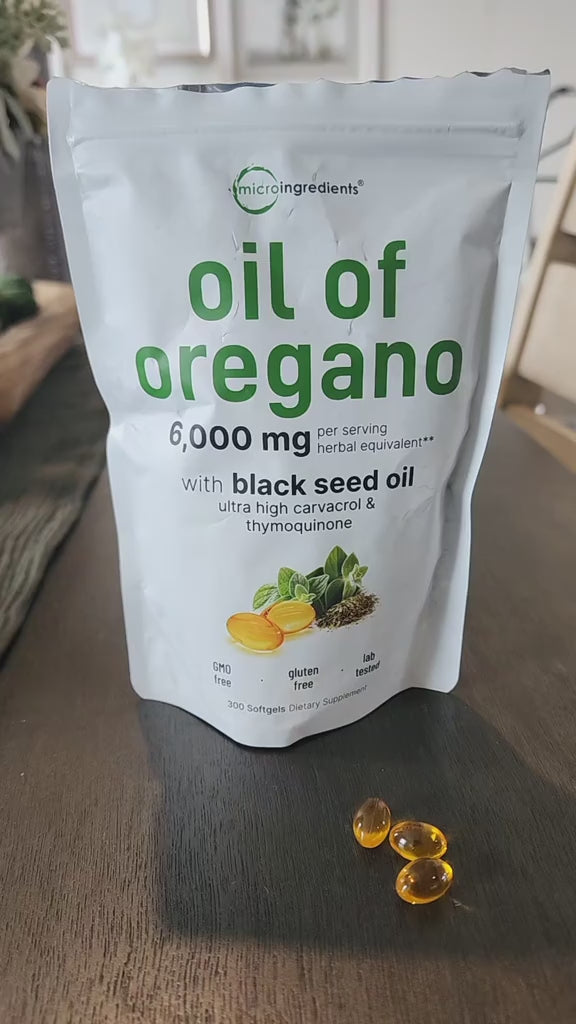 microingredients®
oil of
oregano
6,000 mg per serving
herbal equivalent**
with black seed oil
ultra high carvacrol &
thymoquinone
GMO
free
·
gluten
free
·
lab
tested
300 Softgels Dietary Supplement